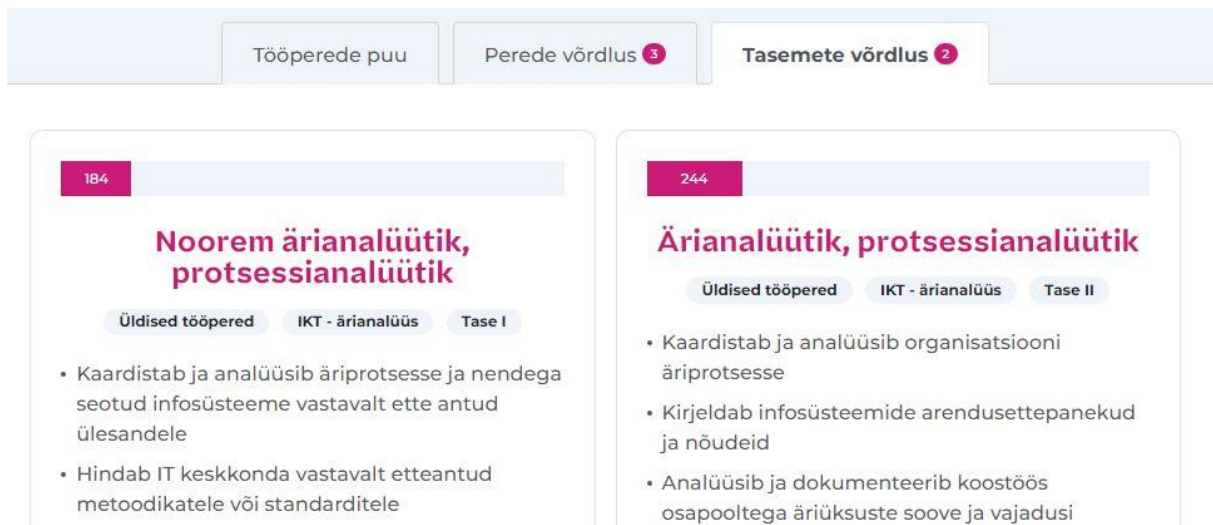 Tööperede puu
Perede võrdlus 3
Tasemete võrdlus 2
184
Noorem ärianalüütik,
protsessianalüütik
Üldised tööpered IKT - ärianalüüs Tase I
• Kaardistab ja analüüsib äriprotsesse ja nendega
seotud infosüsteeme vastavalt ette antud
ülesandele
• Hindab IT keskkonda vastavalt etteantud
metoodikatele või standarditele
244
Ärianalüütik, protsessianalüütik
Üldised tööpered IKT - ärianalüüs Tase II
• Kaardistab ja analüüsib organisatsiooni
äriprotsesse
• Kirjeldab infosüsteemide arendusettepanekud
ja nõudeid
• Analüüsib ja dokumenteerib koostöös
osapooltega äriüksuste soove ja vajadusi